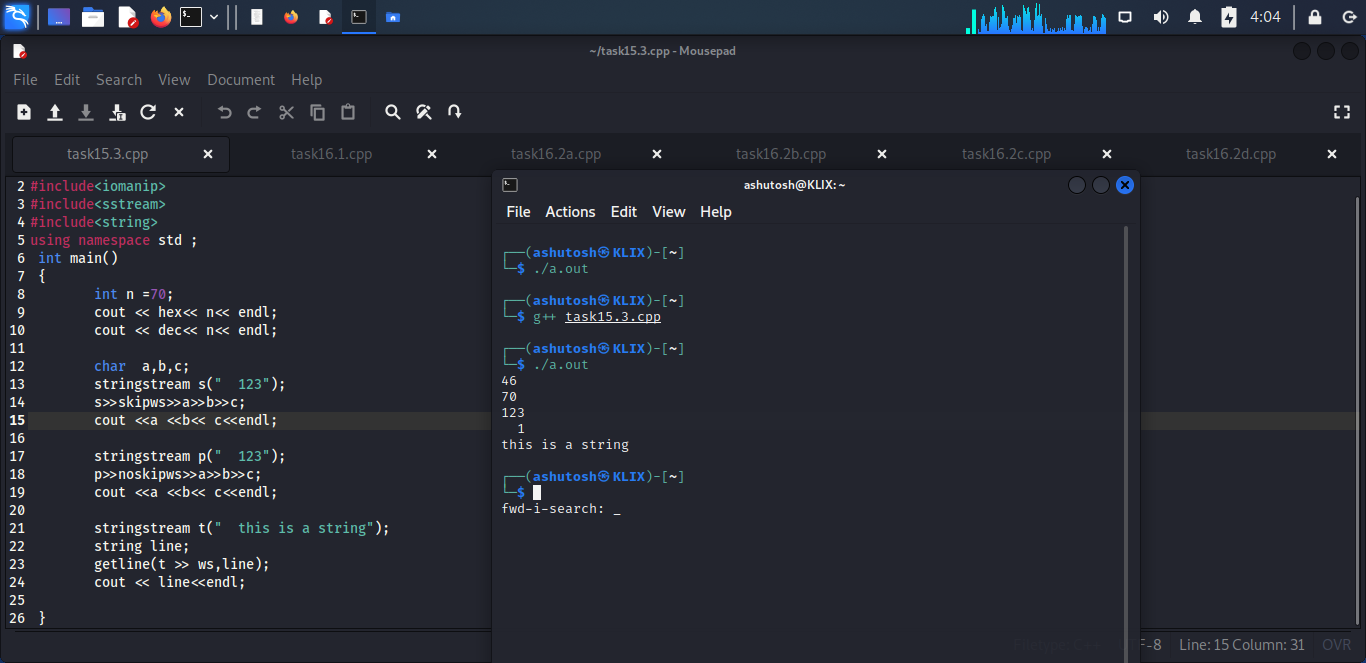 4:04
~/task15.3.cpp - Mousepad
File Edit Search View Document Help
task15.3.cpp task16.1.cpp task16.2a.cpp task16.2b.cpp task16.2c.cpp task16.2d.cpp
2 #include<iomanip>
3 #include<sstream>
4 #include<string>
5 using namespace std ;
6  int main()
7  {
8         int n =70;
9         cout << hex<< n<< endl;
10         cout << dec<< n<< endl;
11
12         char  a,b,c;
13         stringstream s("  123");
14         s>>skipws>>a>>b>>c;
15         cout <<a <<b<< c<<endl;
16
17         stringstream p("  123");
18         p>>noskipws>>a>>b>>c;
19         cout <<a <<b<< c<<endl;
20
21         stringstream t("  this is a string");
22         string line;
23         getline(t >> ws,line);
24         cout << line<<endl;
25
26  }
ashutosh@KLIX: ~
File Actions Edit View Help
┌──(ashutosh㉿KLIX)-[~]
└─$ ./a.out
┌──(ashutosh㉿KLIX)-[~]
└─$ g++ task15.3.cpp
┌──(ashutosh㉿KLIX)-[~]
└─$ ./a.out
46
70
123
  1
this is a string
┌──(ashutosh㉿KLIX)-[~]
└─$
fwd-i-search: _
Filetype: C++ UTF-8 Line: 15 Column: 31 OVR